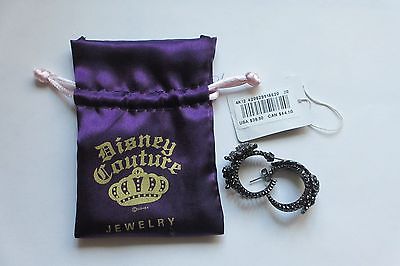 Disney
Couture
JEWELRY
USA $39.50 CAN $44.10